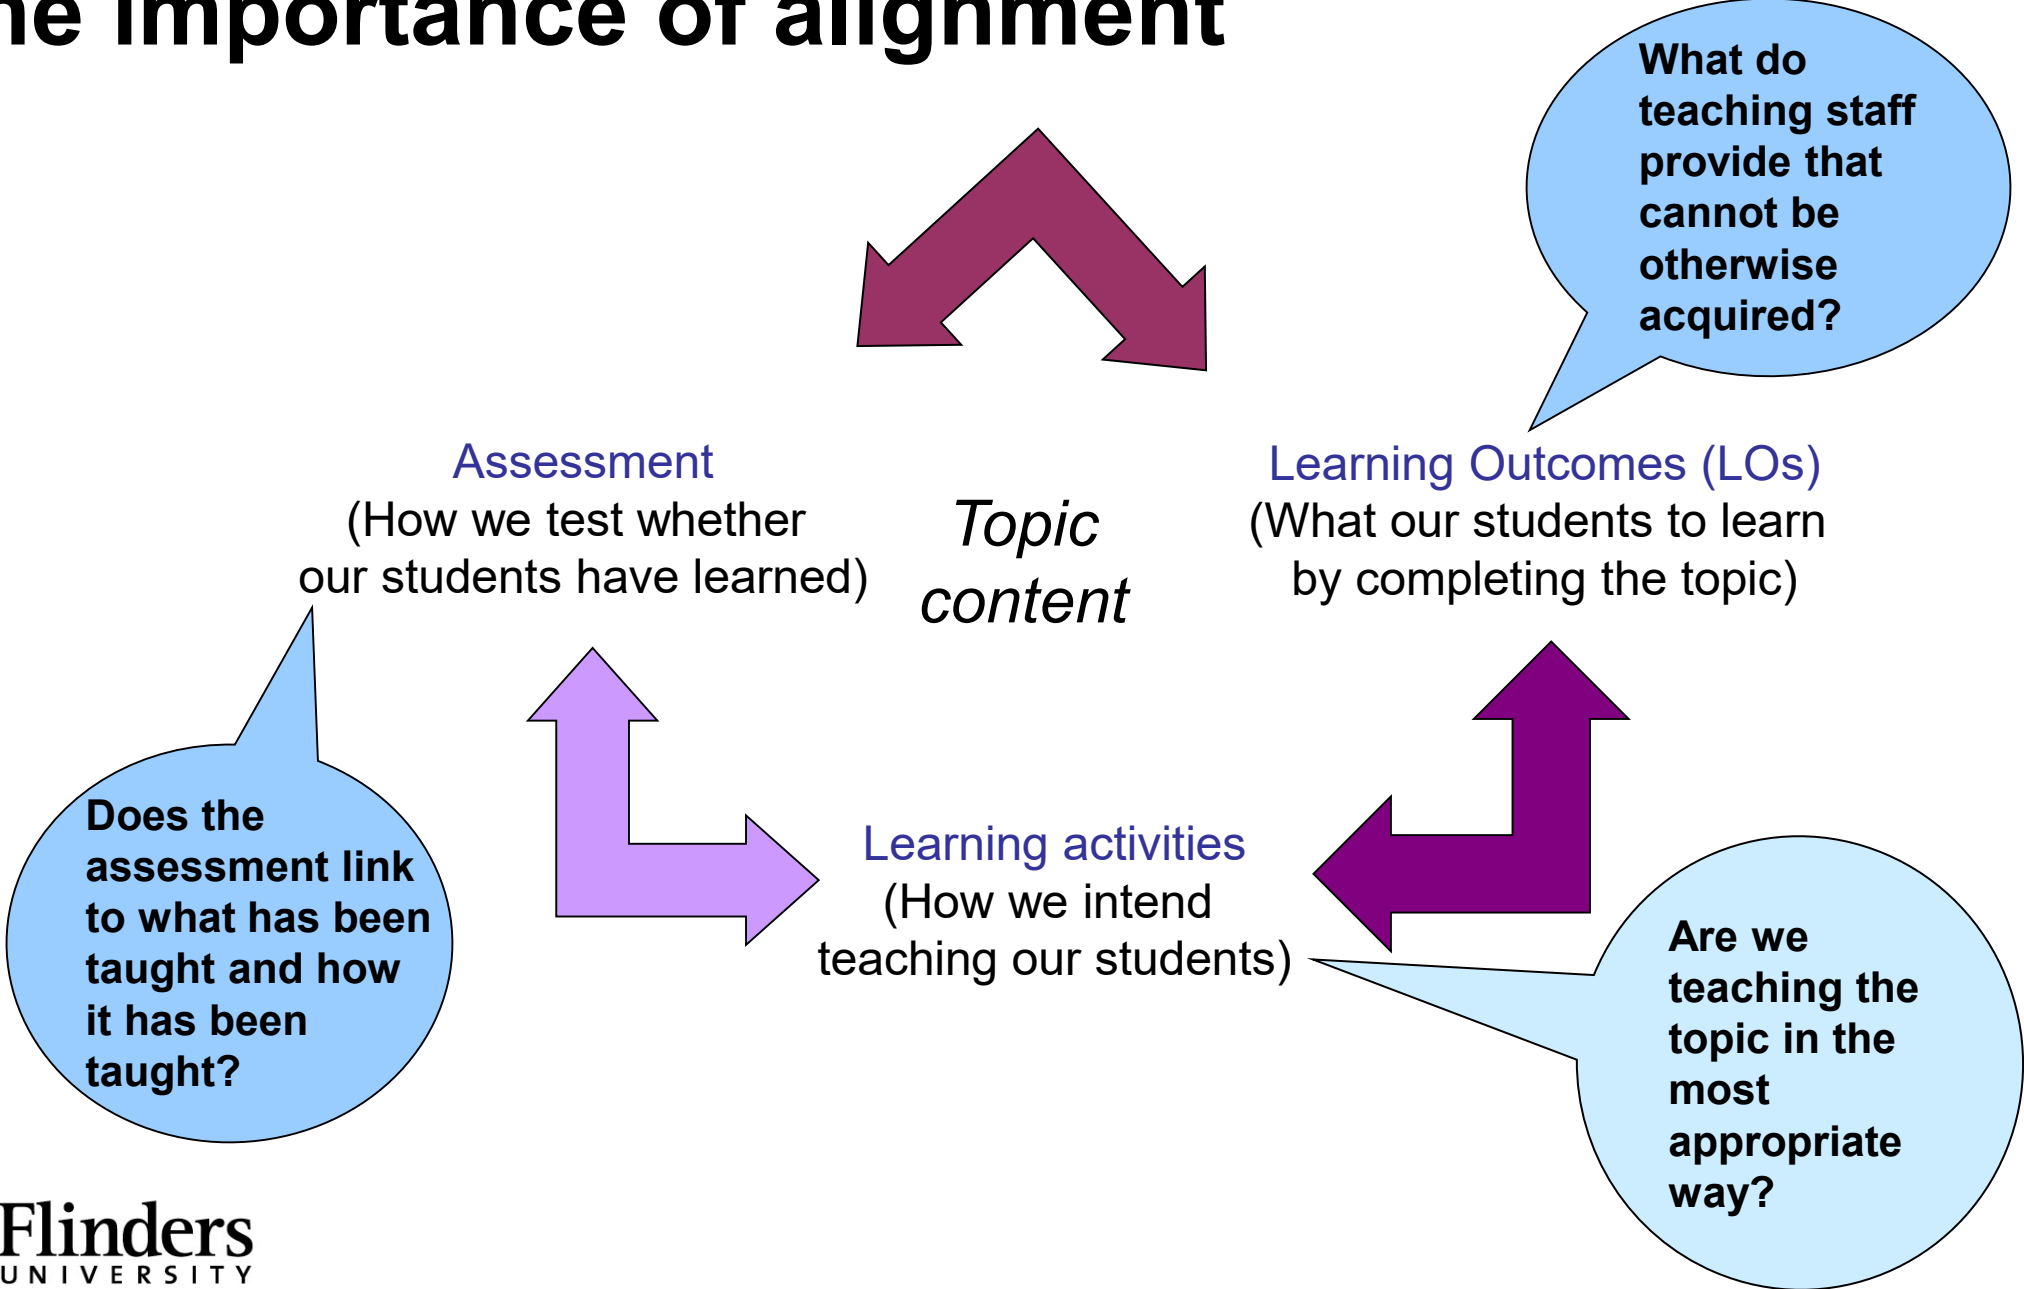 he importance of alignment
What do
teaching staff
provide that
cannot be
otherwise
acquired?
Assessment
(How we test whether
our students have learned)
Topic
content
Learning Outcomes (LOs)
(What our students to learn
by completing the topic)
Does the
assessment link
to what has been
taught and how
it has been
taught?
Learning activities
(How we intend
teaching our students)
Are we
teaching the
topic in the
most
appropriate
way?
Flinders
UNIVERSITY